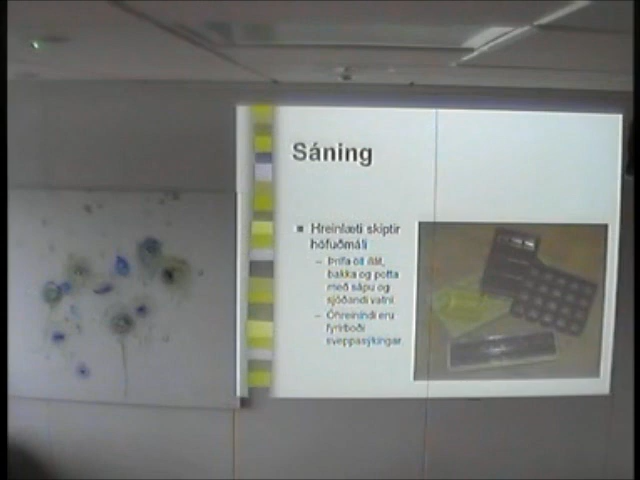 Sáning
Hreinlæti skiptir
höfuðmáli
– Þrífa öll ílát,
bakka og potta
með sápu og
sjóðandi vatni.
– Óhreinindi eru
fyrirboði
sveppasýkingar.